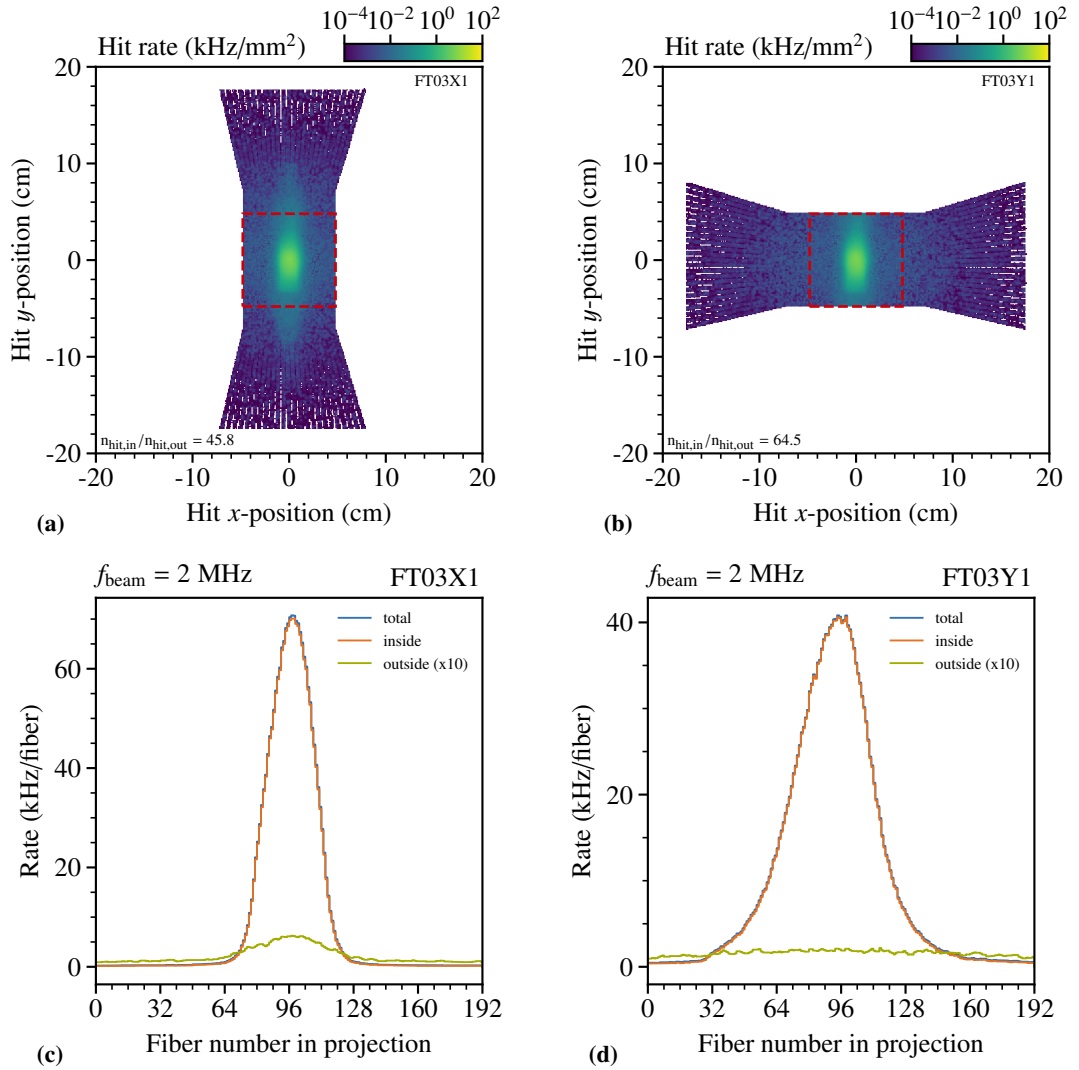 10⁻⁴ 10⁻² 10⁰ 10²
Hit rate (kHz/mm²)
FT03X1
20
10
0
-10
-20
Hit y-position (cm)
n_hit,in/n_hit,out = 45.8
-20 -10 0 10 20
Hit x-position (cm)
(a)
10⁻⁴ 10⁻² 10⁰ 10²
Hit rate (kHz/mm²)
FT03Y1
20
10
0
-10
-20
Hit y-position (cm)
n_hit,in/n_hit,out = 64.5
-20 -10 0 10 20
Hit x-position (cm)
(b)
f_beam = 2 MHz FT03X1
total
inside
outside (x10)
60
40
20
0
Rate (kHz/fiber)
0 32 64 96 128 160 192
Fiber number in projection
(c)
f_beam = 2 MHz FT03Y1
total
inside
outside (x10)
40
30
20
10
0
Rate (kHz/fiber)
0 32 64 96 128 160 192
Fiber number in projection
(d)